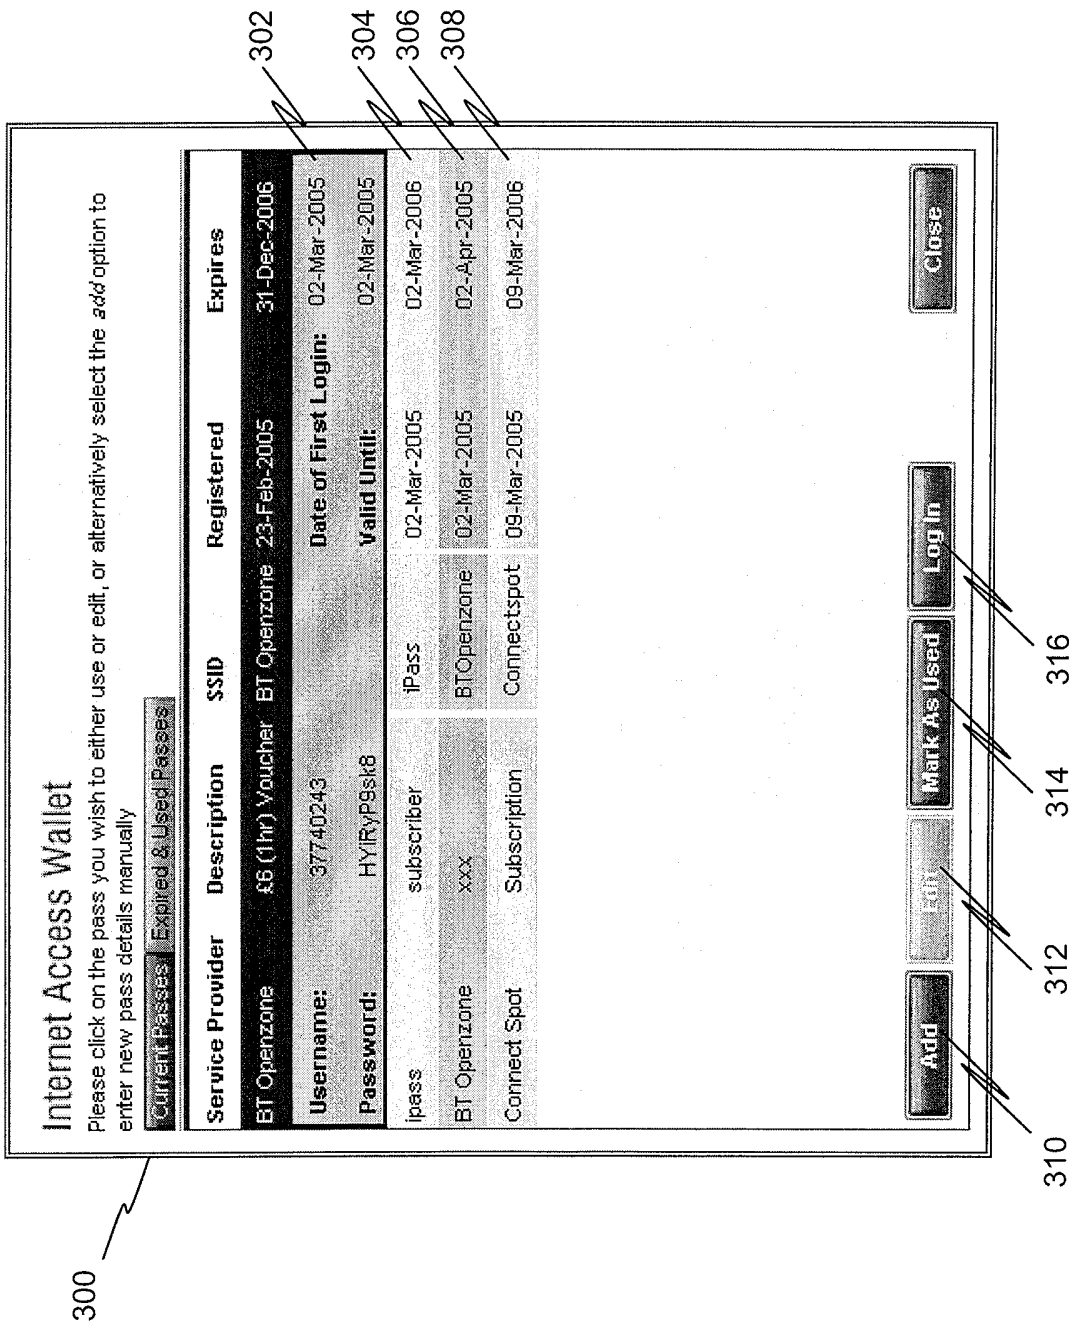 300
Internet Access Wallet
Please click on the pass you wish to either use or edit, or alternatively select the add option to
enter new pass details manually
Current Passes Expired & Used Passes
Service Provider Description SSID Registered Expires
BT Openzone £6 (1hr) Voucher BT Openzone 23-Feb-2005 31-Dec-2006
Username: 37740243 Date of First Login: 02-Mar-2005 302
Password: HYiRyP9sk8 Valid Until: 02-Mar-2005
ipass subscriber iPass 02-Mar-2005 02-Mar-2006 304
BT Openzone xxx BTOpenzone 02-Mar-2005 02-Apr-2005 306
Connect Spot Subscription Connectspot 09-Mar-2005 09-Mar-2006 308
Add Edit Mark As Used Log In Close
310 312 314 316